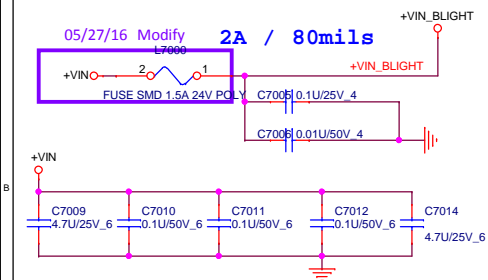 +VIN_BLIGHT
05/27/16 Modify
2A / 80mils
L7000
+VIN
2
1
+VIN_BLIGHT
FUSE SMD 1.5A 24V POLY
C7005
0.1U/25V_4
C7006
0.01U/50V_4
+VIN
B
C7009
4.7U/25V_6
C7010
0.1U/50V_6
C7011
0.1U/50V_6
C7012
0.1U/50V_6
C7014
4.7U/25V_6